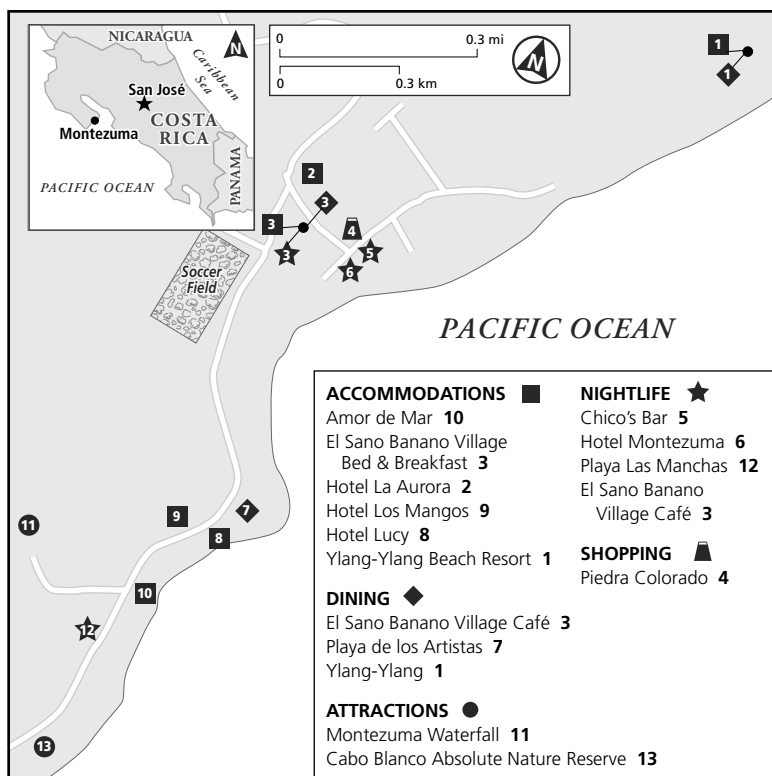 NICARAGUA
Caribbean
Sea
N
San José
COSTA
RICA
Montezuma
PANAMA
PACIFIC OCEAN
0 0.3 mi
0 0.3 km
N
1
1
2
3
3
3
4
5
6
Soccer
Field
PACIFIC OCEAN
11
9
7
8
10
12
13
ACCOMMODATIONS
Amor de Mar 10
El Sano Banano Village
Bed & Breakfast 3
Hotel La Aurora 2
Hotel Los Mangos 9
Hotel Lucy 8
Ylang-Ylang Beach Resort 1
DINING
El Sano Banano Village Café 3
Playa de los Artistas 7
Ylang-Ylang 1
ATTRACTIONS
Montezuma Waterfall 11
Cabo Blanco Absolute Nature Reserve 13
NIGHTLIFE
Chico's Bar 5
Hotel Montezuma 6
Playa Las Manchas 12
El Sano Banano
Village Café 3
SHOPPING
Piedra Colorado 4